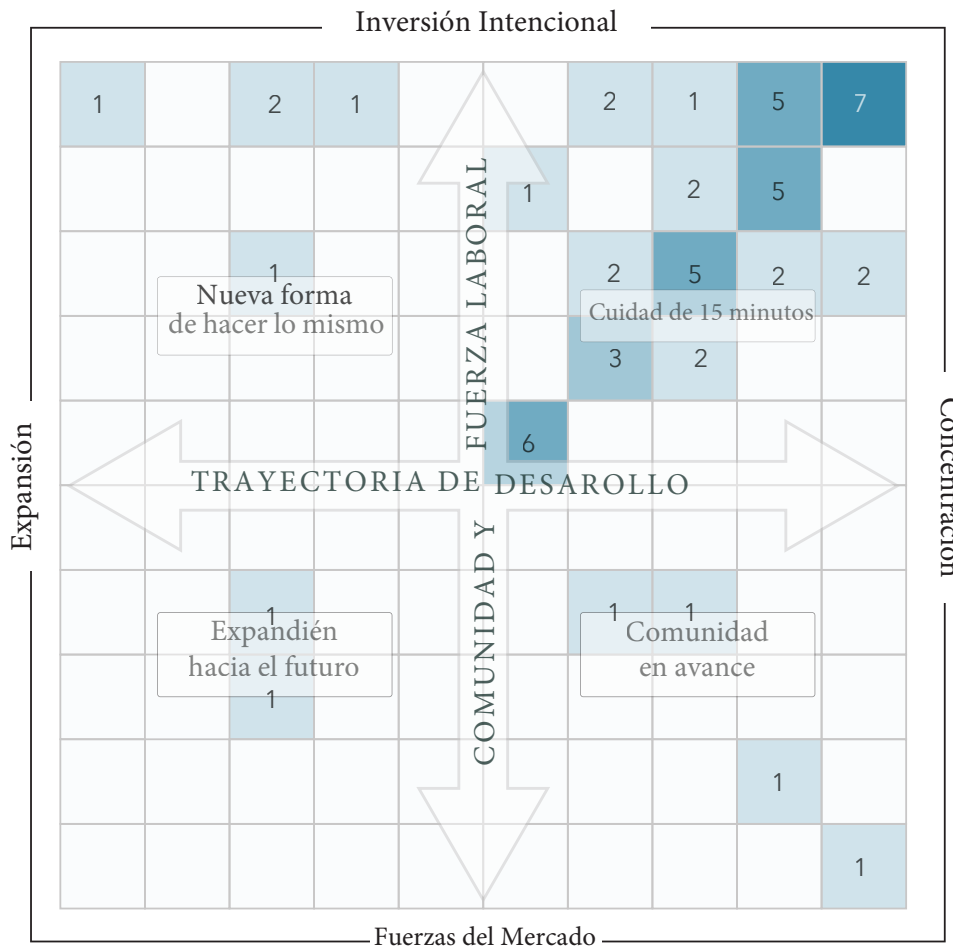 Inversión Intencional
1 2 1 2 1 5 7
1 2 5
1 2 5 2 2
Nueva forma
de hacer lo mismo
Cuidad de 15 minutos
3 2
6
Expansión
Concentración
TRAYECTORIA DE DESAROLLO
COMUNIDAD Y FUERZA LABORAL
1 1 1
Expandién
hacia el futuro
Comunidad
en avance
1
1
1
Fuerzas del Mercado